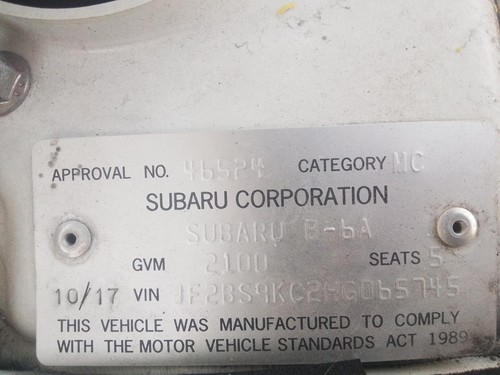 APPROVAL NO. 46524 CATEGORY MC
SUBARU CORPORATION
SUBARU B-6A
GVM 2100 SEATS 5
10/17 VIN JF2BS9KC2HG065745
THIS VEHICLE WAS MANUFACTURED TO COMPLY
WITH THE MOTOR VEHICLE STANDARDS ACT 1989